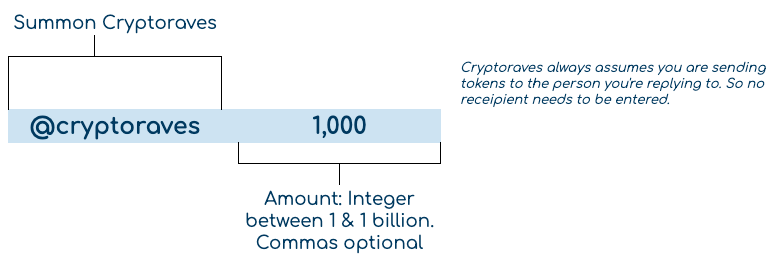 Summon Cryptoraves
Cryptoraves always assumes you are sending
tokens to the person you're replying to. So no
receipient needs to be entered.
@cryptoraves 1,000
Amount: Integer
between 1 & 1 billion.
Commas optional